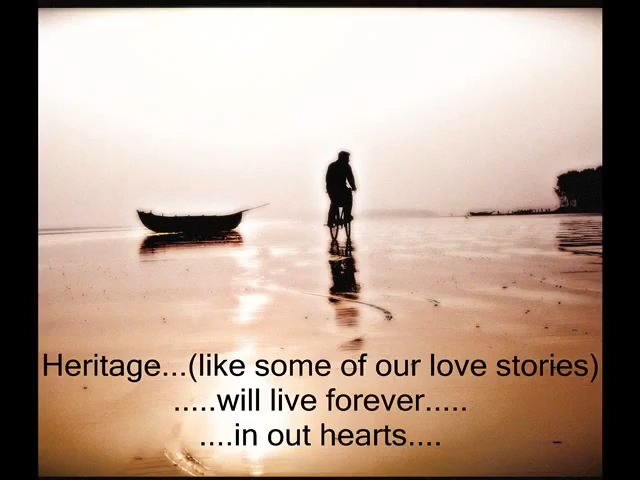 Heritage...(like some of our love stories)
.....will live forever.....
....in out hearts....